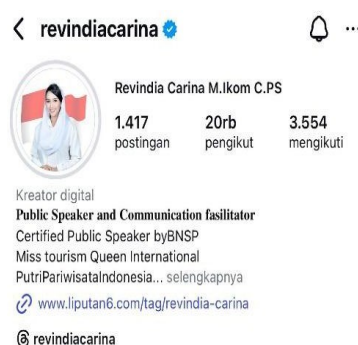 revindiacarina
Revindia Carina M.Ikom C.PS
1.417 20rb 3.554
postingan pengikut mengikuti
Kreator digital
Public Speaker and Communication fasilitator
Certified Public Speaker byBNSP
Miss tourism Queen International
PutriPariwisataIndonesia... selengkapnya
www.liputan6.com/tag/revindia-carina
revindiacarina